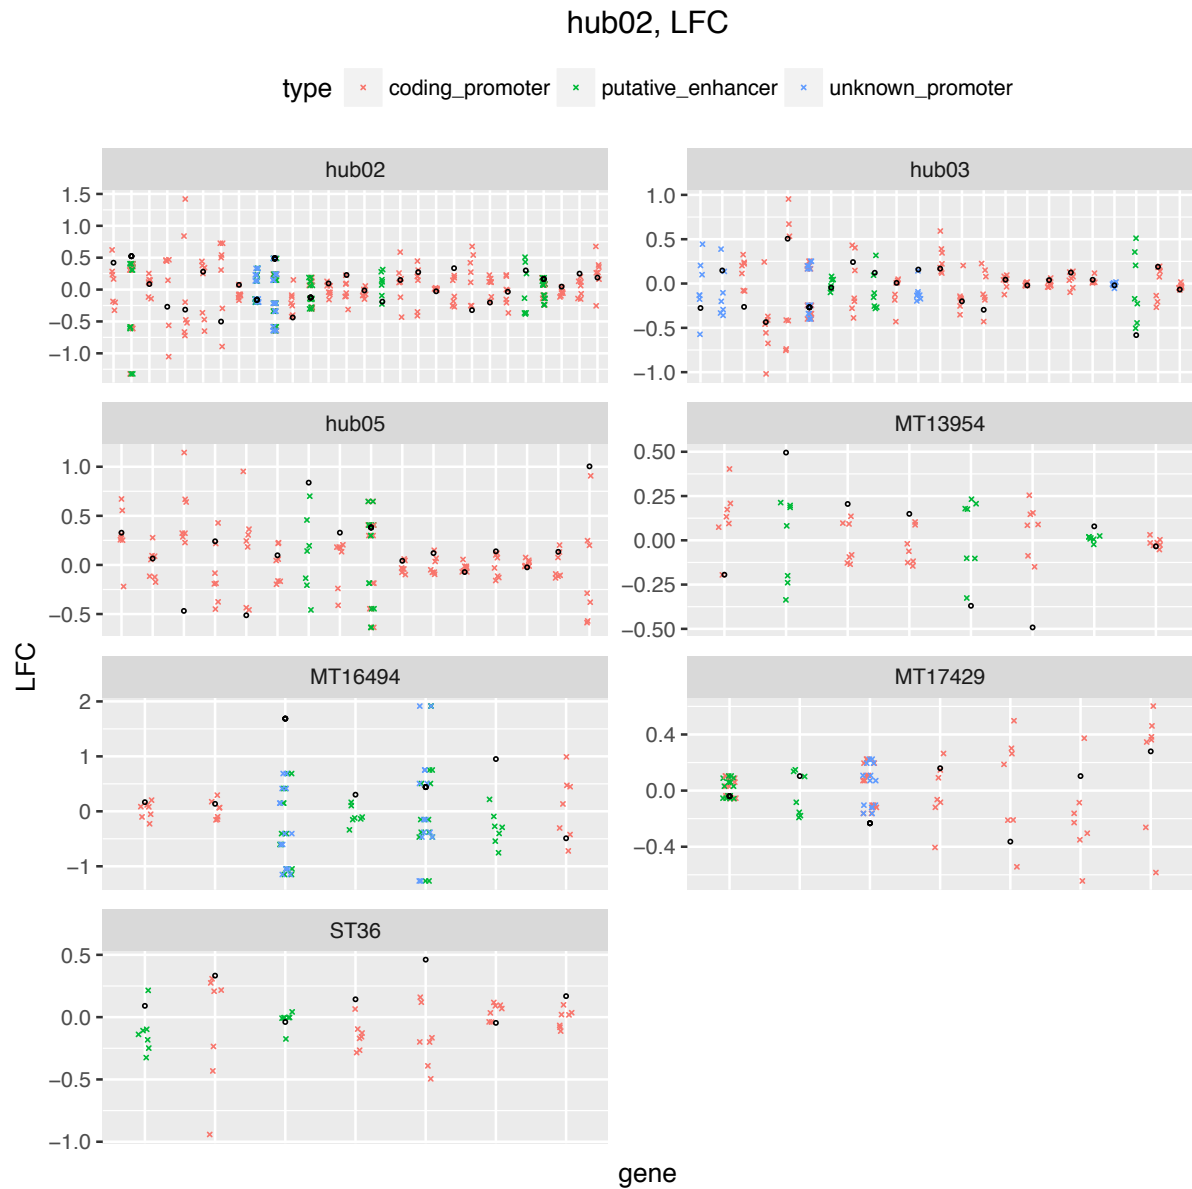 hub02, LFC
type coding_promoter putative_enhancer unknown_promoter
hub02
1.5
1.0
0.5
0.0
−0.5
−1.0
hub03
1.0
0.5
0.0
−0.5
−1.0
hub05
1.0
0.5
0.0
−0.5
MT13954
0.50
0.25
0.00
−0.25
−0.50
LFC
MT16494
2
1
0
−1
MT17429
0.4
0.0
−0.4
ST36
0.5
0.0
−0.5
−1.0
gene